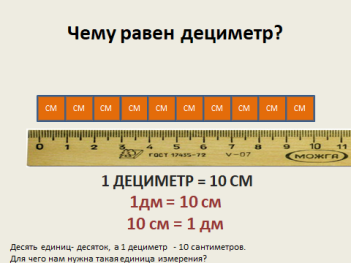 Чему равен дециметр?
СМ СМ СМ СМ СМ СМ СМ СМ СМ СМ
0 1 2 3 4 5 6 7 8 9 10 11
ГОСТ 17435-72 У-07 МОЖГА
1 ДЕЦИМЕТР = 10 СМ
1дм = 10 см
10 см = 1 дм
Десять единиц- десяток, а 1 дециметр - 10 сантиметров.
Для чего нам нужна такая единица измерения?